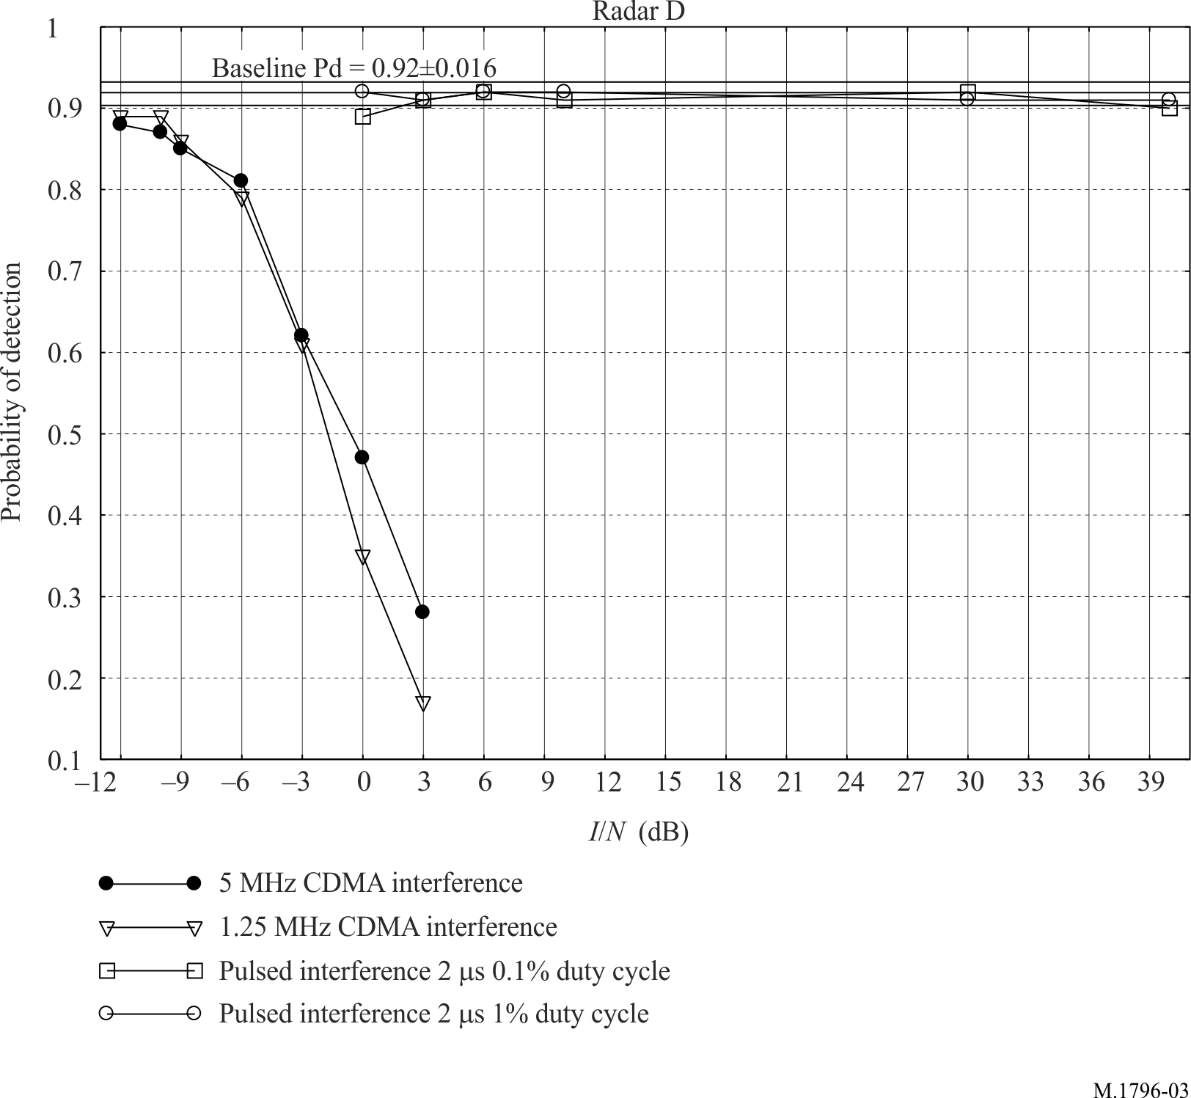 Radar D
Baseline Pd = 0.92±0.016
1
0.9
0.8
0.7
0.6
0.5
0.4
0.3
0.2
0.1
Probability of detection
–12 –9 –6 –3 0 3 6 9 12 15 18 21 24 27 30 33 36 39
I/N (dB)
5 MHz CDMA interference
1.25 MHz CDMA interference
Pulsed interference 2 μs 0.1% duty cycle
Pulsed interference 2 μs 1% duty cycle
M.1796-03